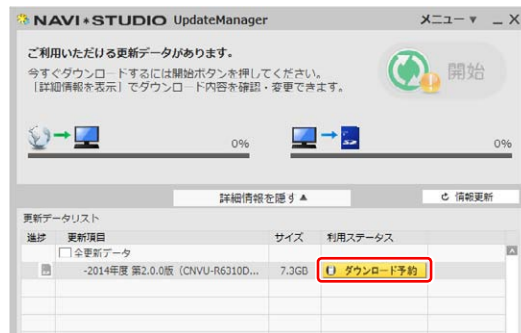 NAVI*STUDIO UpdateManager
メニュー ▼ _ X
ご利用いただける更新データがあります。
今すぐダウンロードするには開始ボタンを押してください。
［詳細情報を表示］でダウンロード内容を確認・変更できます。
開始
0%
0%
詳細情報を隠す▲
情報更新
更新データリスト
進捗 更新項目 サイズ 利用ステータス
全更新データ
-2014年度 第2.0.0版（CNVU-R6310D... 7.3GB ダウンロード予約